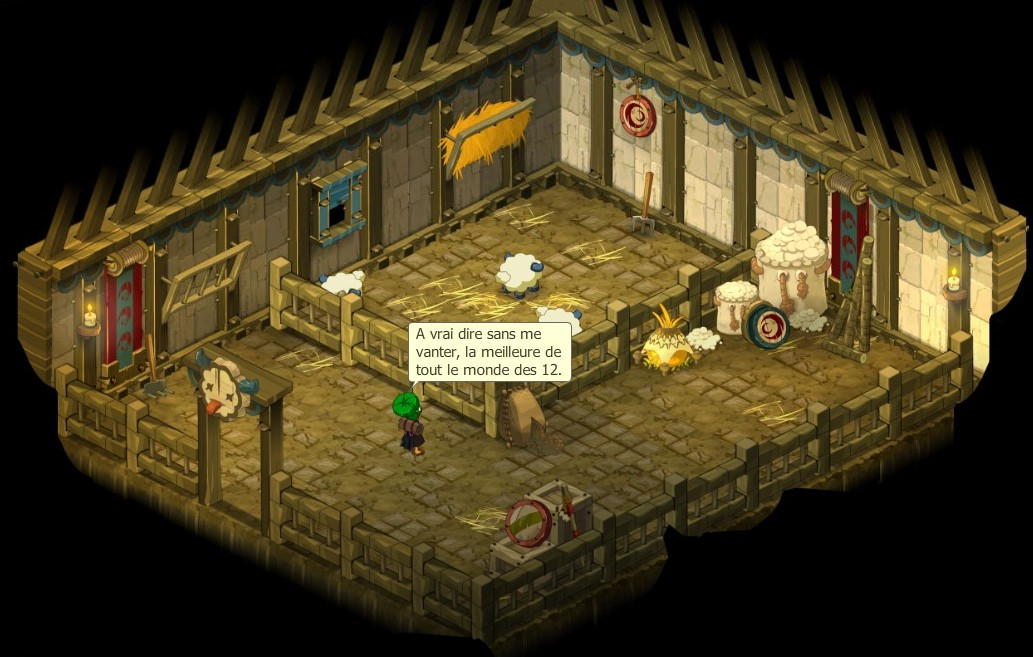 A vrai dire sans me
vanter, la meilleure de
tout le monde des 12.